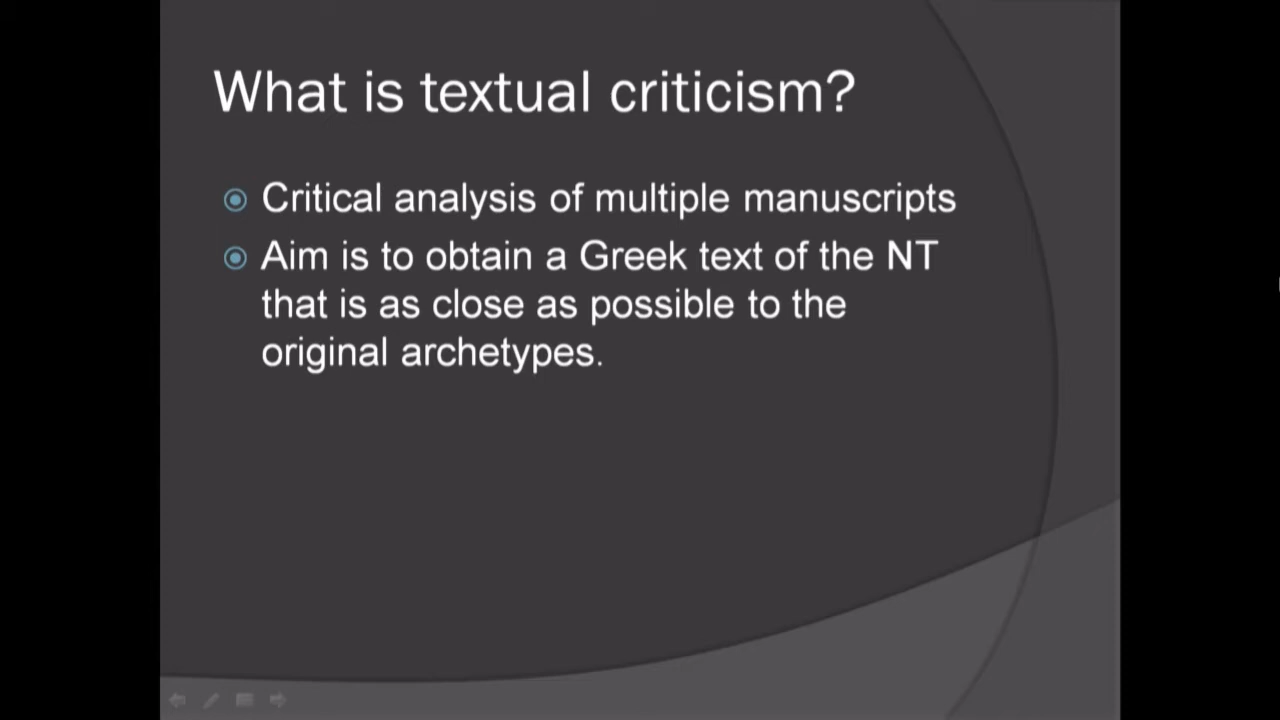 What is textual criticism?
Critical analysis of multiple manuscripts
Aim is to obtain a Greek text of the NT
that is as close as possible to the
original archetypes.